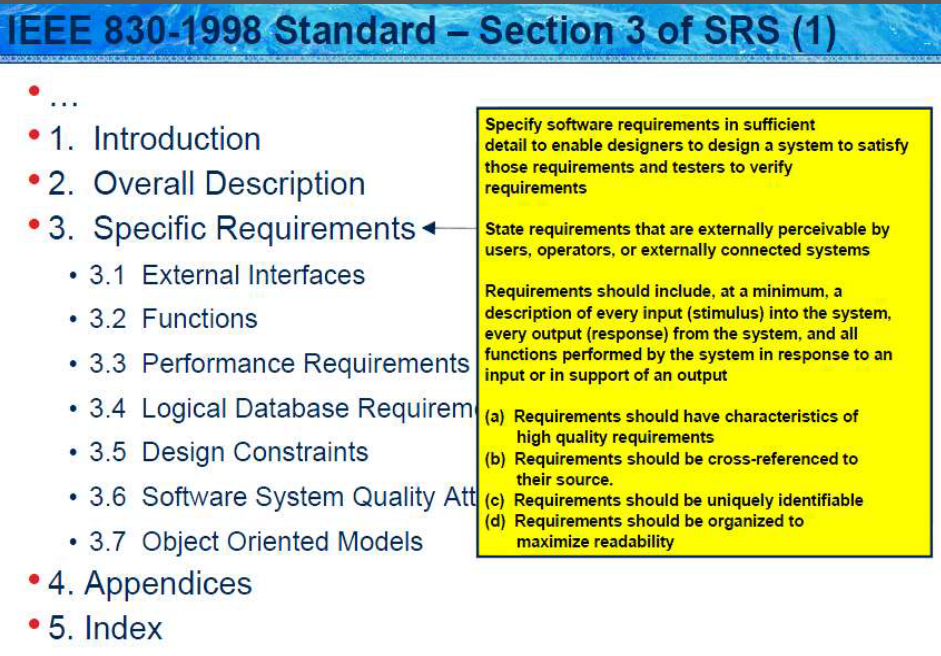 IEEE 830-1998 Standard – Section 3 of SRS (1)
• …
• 1. Introduction
• 2. Overall Description
• 3. Specific Requirements
• 3.1 External Interfaces
• 3.2 Functions
• 3.3 Performance Requirements
• 3.4 Logical Database
• 3.5 Design Constraints
• 3.6 Software System Quality
• 3.7 Object Oriented Models
• 4. Appendices
• 5. Index
Specify software requirements in sufficient
detail to enable designers to design a system to satisfy
those requirements and testers to verify
requirements
State requirements that are externally perceivable by
users, operators, or externally connected systems
Requirements should include, at a minimum, a
description of every input (stimulus) into the system,
every output (response) from the system, and all
functions performed by the system in response to an
input or in support of an output
(a) Requirements should have characteristics of
high quality requirements
(b) Requirements should be cross-referenced to
their source.
(c) Requirements should be uniquely identifiable
(d) Requirements should be organized to
maximize readability